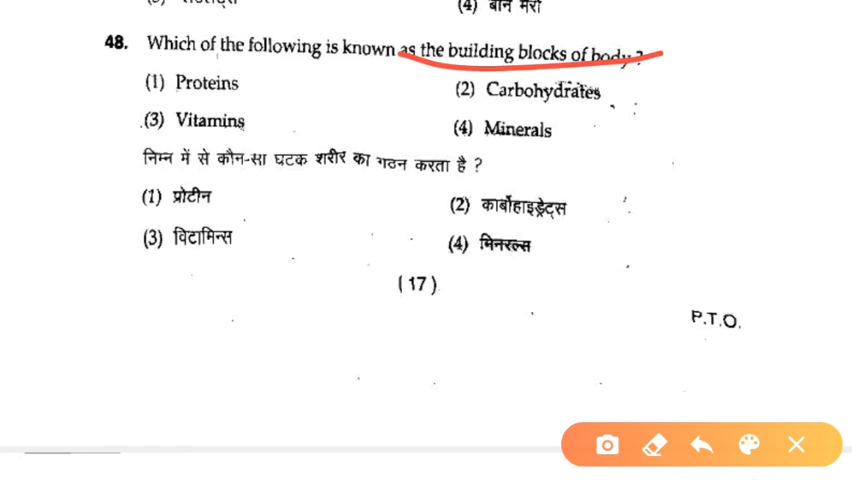 (4) बोन मैरो
48. Which of the following is known as the building blocks of body ?
(1) Proteins (2) Carbohydrates
(3) Vitamins (4) Minerals
निम्न में से कौन-सा घटक शरीर का गठन करता है ?
(1) प्रोटीन (2) कार्बोहाइड्रेट्स
(3) विटामिन्स (4) मिनरल्स
( 17 )
P.T.O.